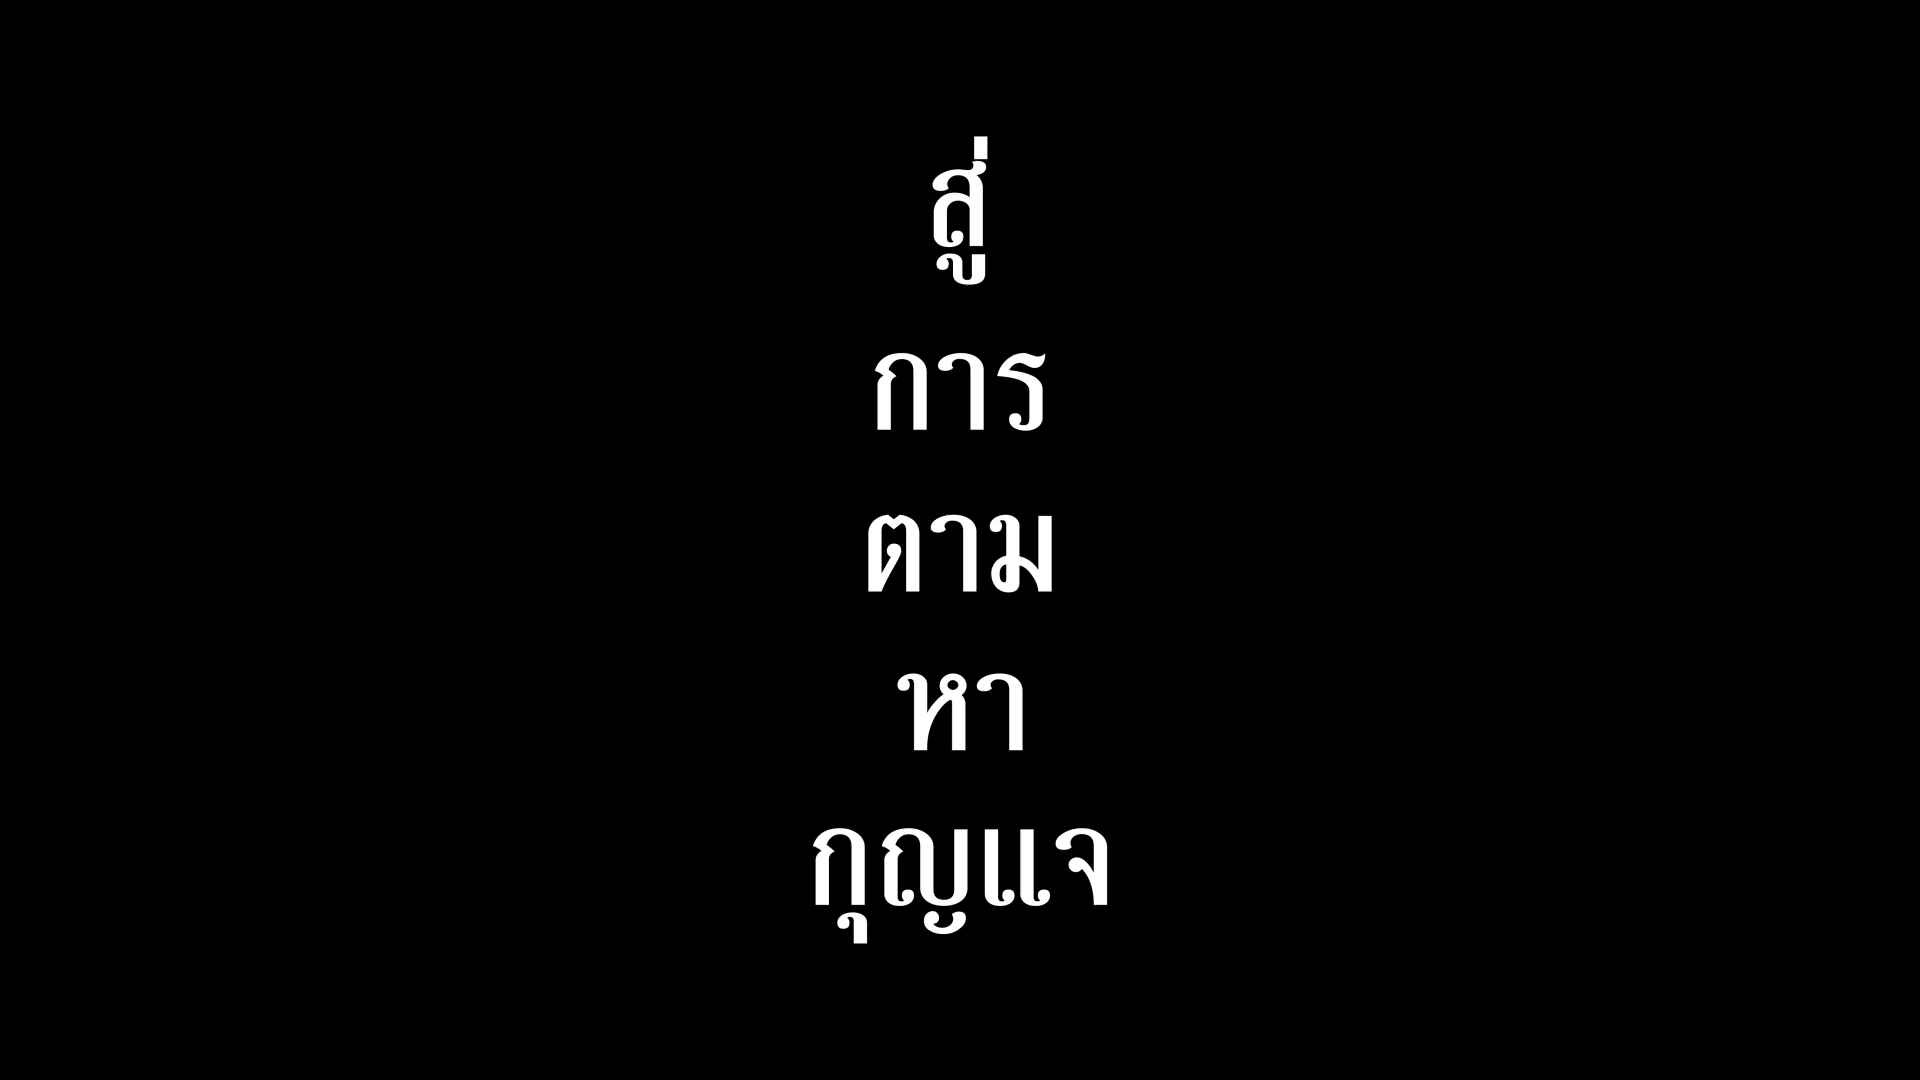 สู่
การ
ตาม
หา
กุญแจ